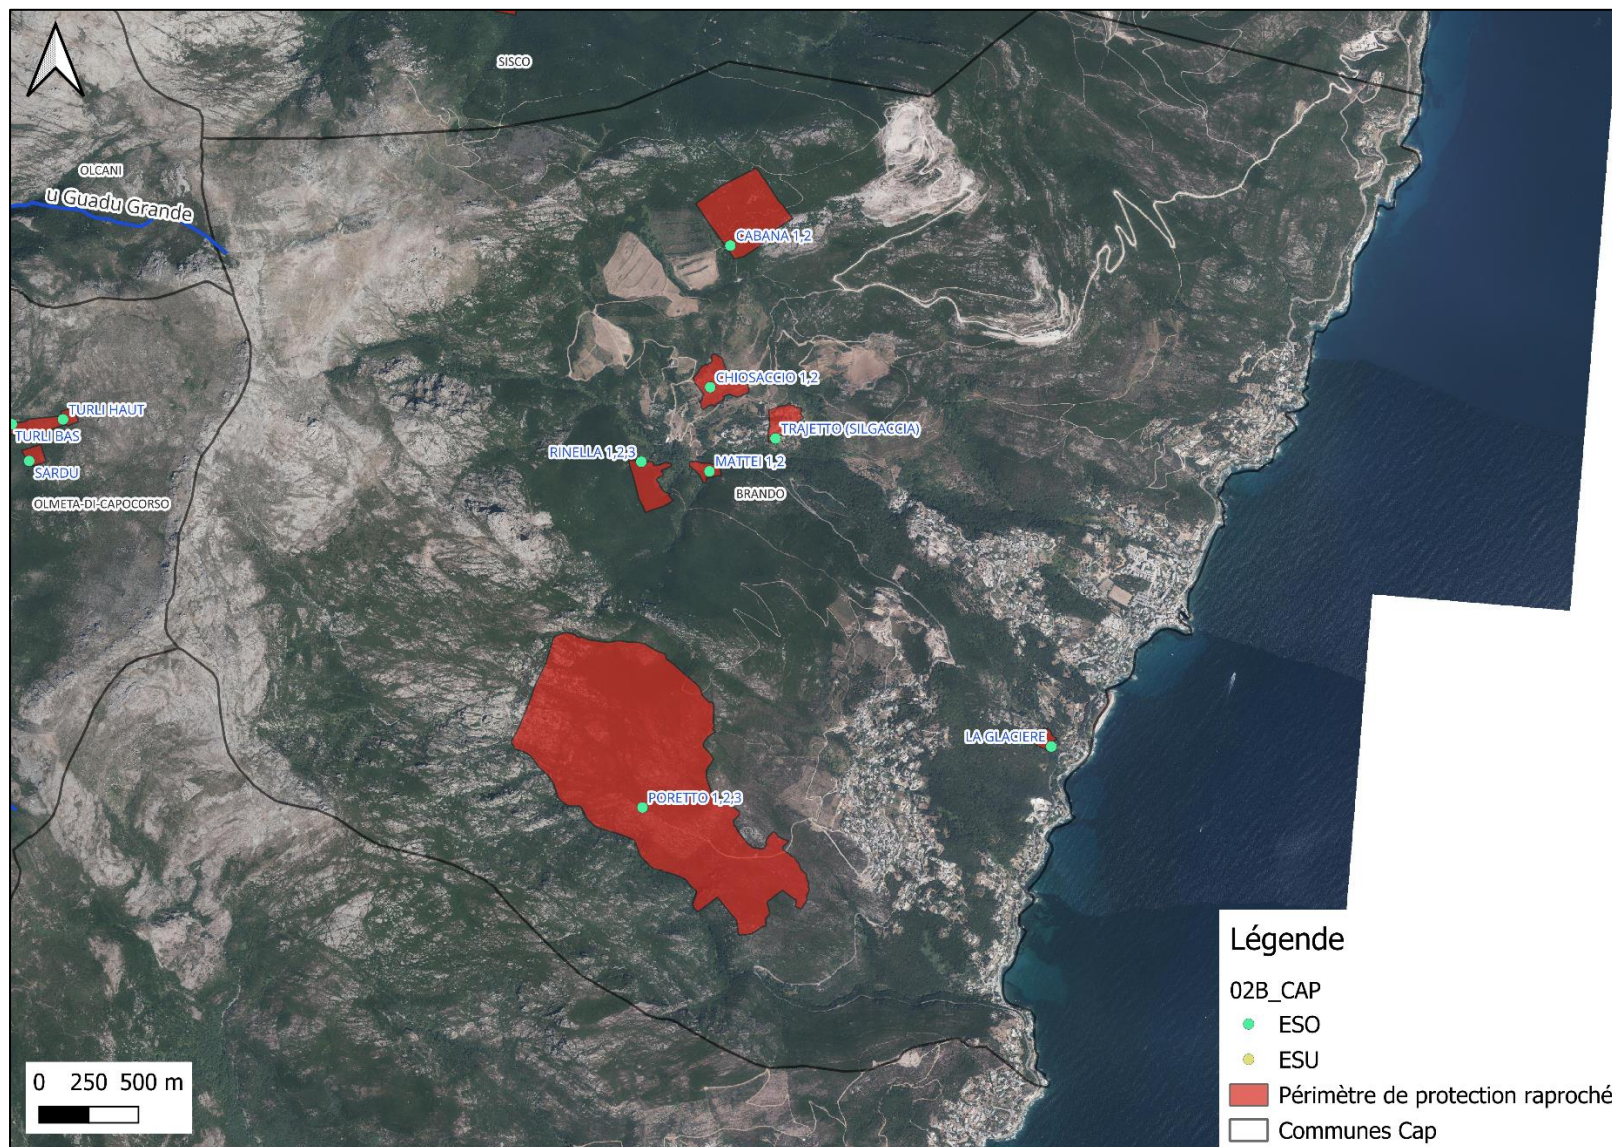 SISCO
OLCANI
u Guadu Grande
CABANA 1,2
CHIOSACCIO 1,2
TURLI HAUT
TURLI BAS
TRAJETTO (SILGACCIA)
RINELLA 1,2,3
MATTEI 1,2
SARDU
BRANDO
OLMETA-DI-CAPOCORSO
LA GLACIERE
PORETTO 1,2,3
Légende
02B_CAP
ESO
ESU
Périmètre de protection raproché
Communes Cap
0 250 500 m